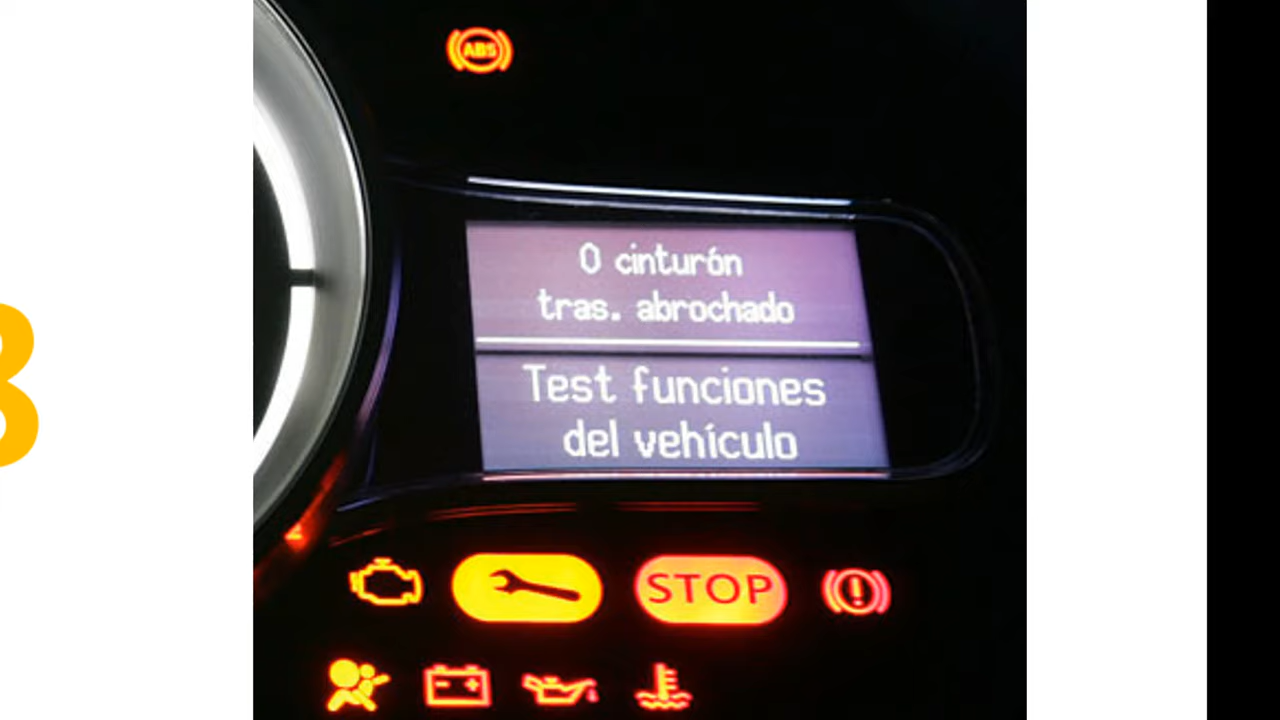 ABS
0 cinturón
tras. abrochado
Test funciones
del vehículo
STOP